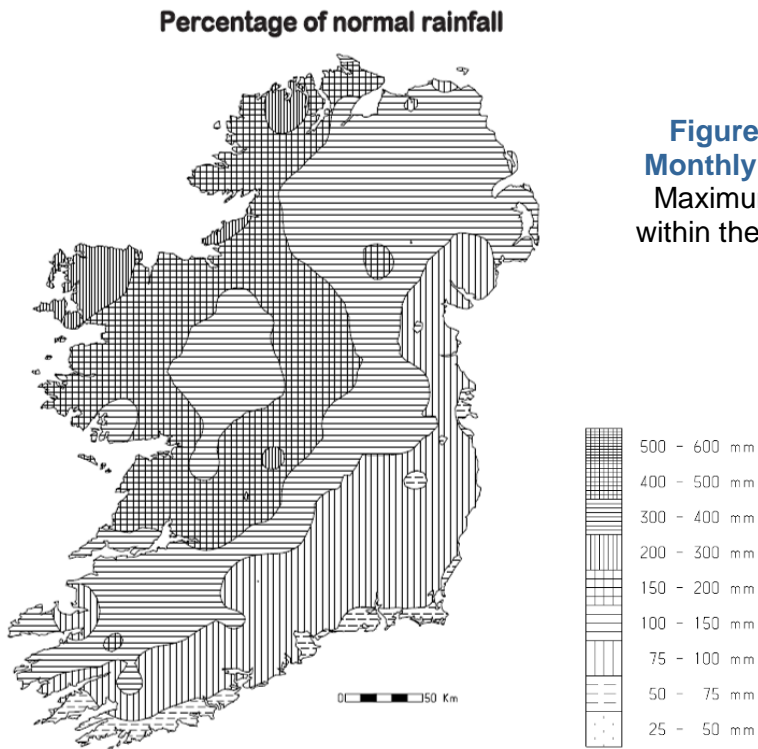 Percentage of normal rainfall
Figure
Monthly
Maximu
within the
500 - 600 mm
400 - 500 mm
300 - 400 mm
200 - 300 mm
150 - 200 mm
100 - 150 mm
75 - 100 mm
50 - 75 mm
25 - 50 mm
0 50 Km